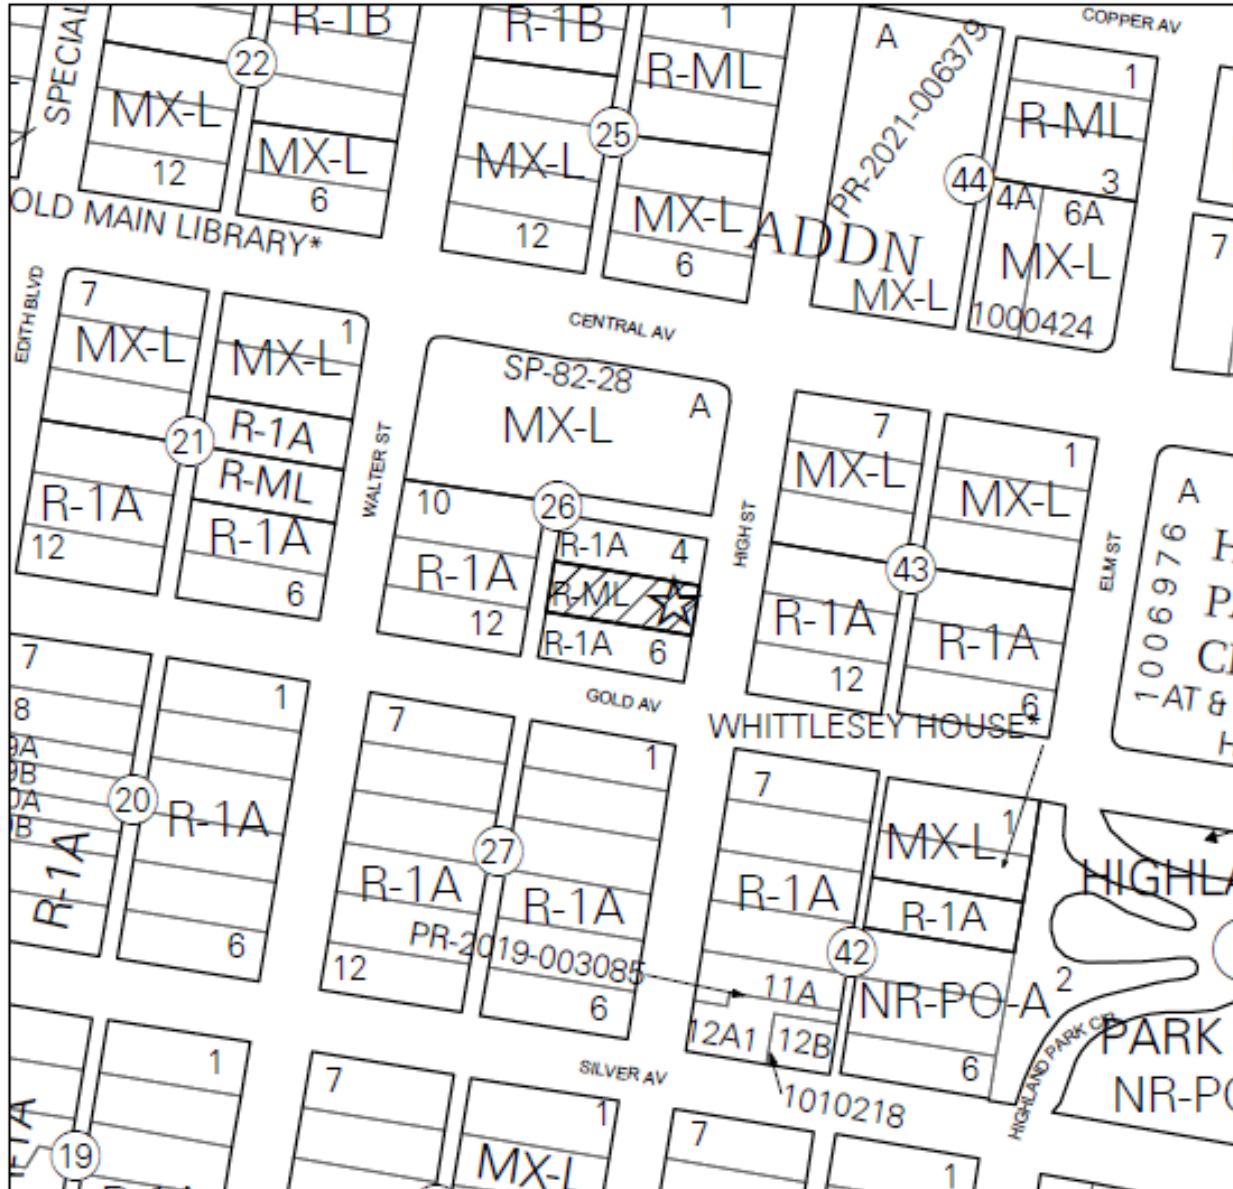 SPECIAL
R-1B
22
MX-L
12
MX-L
6
R-1B
1
R-ML
25
MX-L
12
MX-L
6
A
PR-2021-006379
COPPER AV
1
R-ML
44
3
4A
6A
MX-L
1000424
MX-L
ADDN
7
OLD MAIN LIBRARY*
EDITH BLVD
7
MX-L
1
MX-L
R-1A
21
R-ML
R-1A
12
R-1A
6
WALTER ST
CENTRAL AV
SP-82-28
A
MX-L
10
26
R-1A
4
R-1A
R-ML
12
R-1A
6
HIGH ST
7
MX-L
1
MX-L
43
R-1A
12
R-1A
6
ELM ST
A
1006976
AT &
GOLD AV
WHITTLESEY HOUSE*
7
8
9A
9B
20
R-1A
1
R-1A
6
7
1
27
R-1A
R-1A
PR-2019-003085
12
6
7
1
MX-L
R-1A
R-1A
42
11A
NR-PO-A
2
12A1
12B
6
1010218
HIGHLAND PARK CIR
HIGHLA
PARK
NR-PO
SILVER AV
1
7
1
MX-L
7
1
19